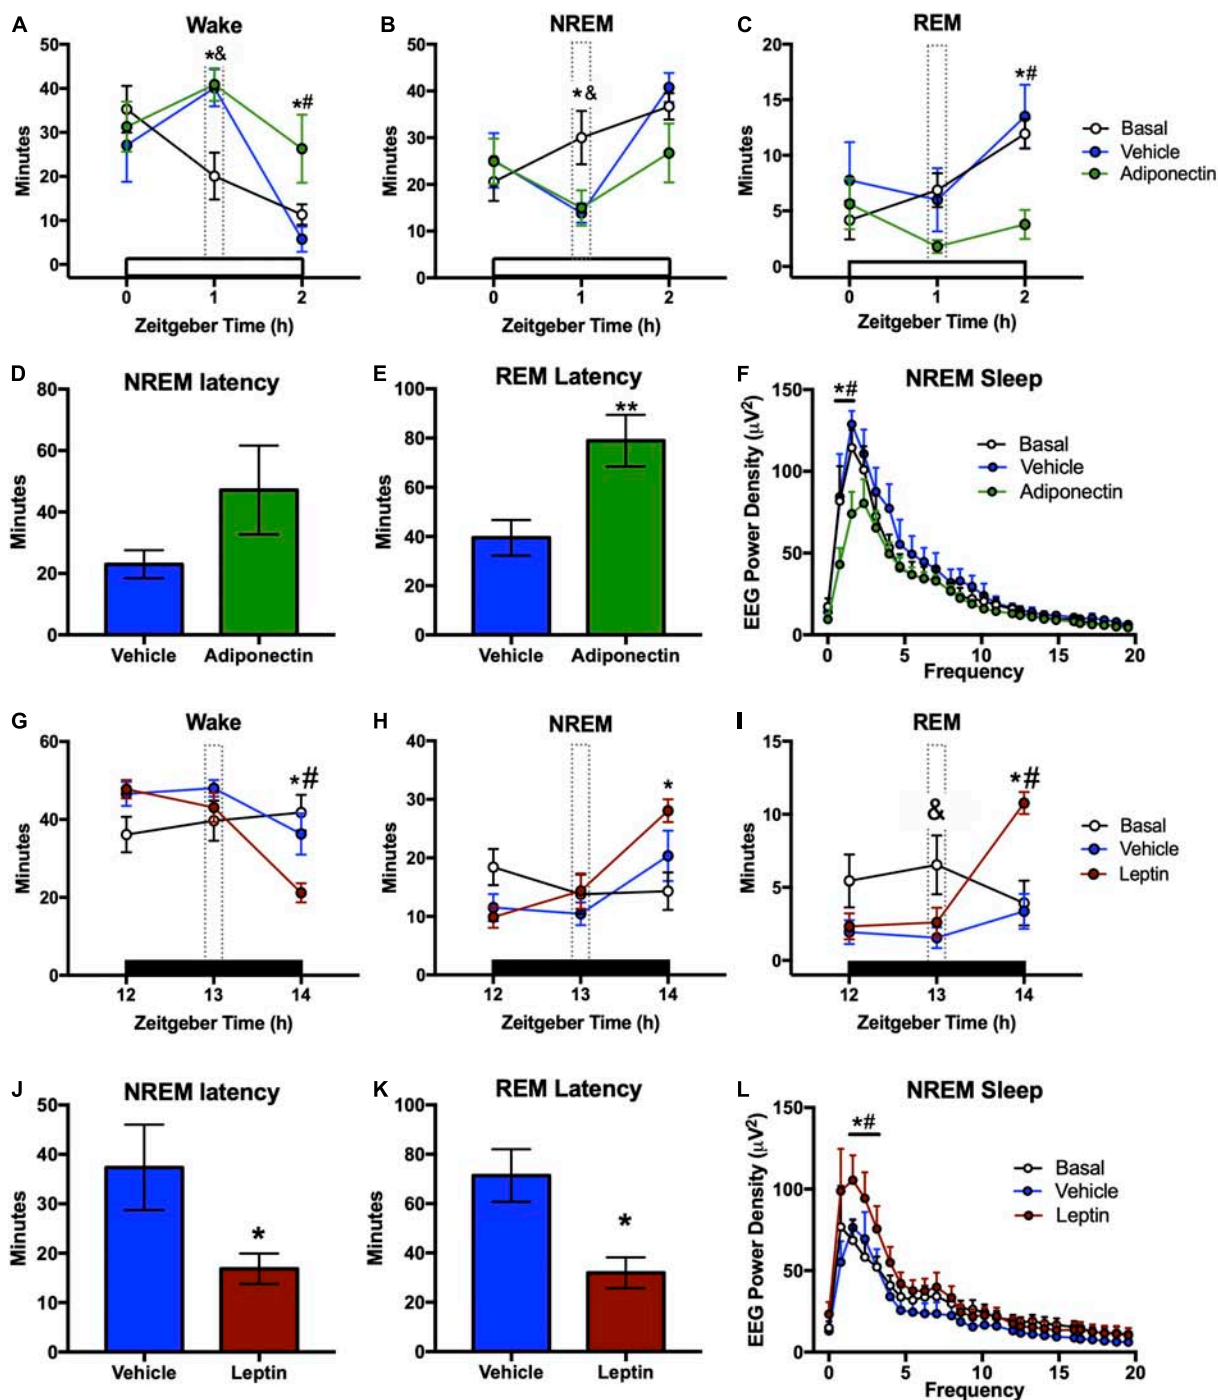 A
Wake
50
40
30
20
10
0
Minutes
*&
*#
0 1 2
Zeitgeber Time (h)
B
NREM
50
40
30
20
10
0
Minutes
*&
0 1 2
Zeitgeber Time (h)
C
REM
20
15
10
5
0
Minutes
*#
0 1 2
Zeitgeber Time (h)
Basal
Vehicle
Adiponectin
D
NREM latency
80
60
40
20
0
Minutes
Vehicle Adiponectin
E
REM Latency
100
80
60
40
20
0
Minutes
**
Vehicle Adiponectin
F
NREM Sleep
150
100
50
0
EEG Power Density (µV²)
*#
Basal
Vehicle
Adiponectin
0 5 10 15 20
Frequency
G
Wake
60
40
20
0
Minutes
*#
12 13 14
Zeitgeber Time (h)
H
NREM
40
30
20
10
0
Minutes
*
12 13 14
Zeitgeber Time (h)
I
REM
15
10
5
0
Minutes
&
*#
12 13 14
Zeitgeber Time (h)
Basal
Vehicle
Leptin
J
NREM latency
50
40
30
20
10
0
Minutes
*
Vehicle Leptin
K
REM Latency
100
80
60
40
20
0
Minutes
*
Vehicle Leptin
L
NREM Sleep
150
100
50
0
EEG Power Density (µV²)
*#
Basal
Vehicle
Leptin
0 5 10 15 20
Frequency